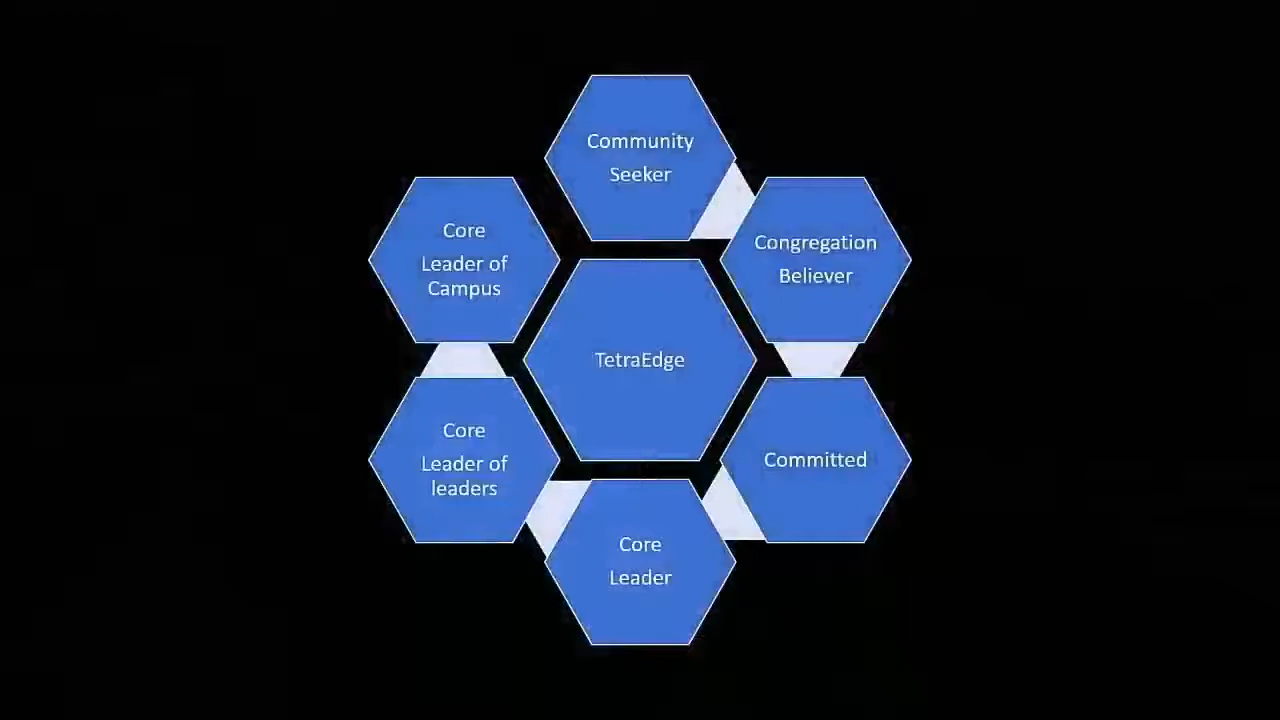 Community
Seeker
Congregation
Believer
Committed
Core
Leader
Core
Leader of
leaders
Core
Leader of
Campus
TetraEdge